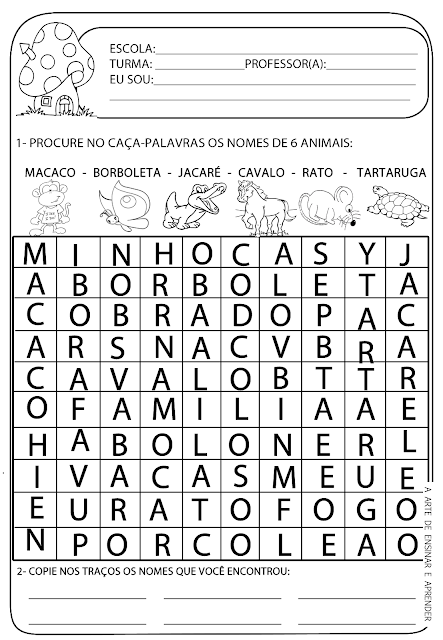 ESCOLA:
TURMA: PROFESSOR(A):
EU SOU:
1- PROCURE NO CAÇA-PALAVRAS OS NOMES DE 6 ANIMAIS:
MACACO - BORBOLETA - JACARÉ - CAVALO - RATO - TARTARUGA
M I N H O C A S Y J
A B O R B O L E T A
C O B R A D O P A C
A R S N A C V B R A
C A V A L O B T T R
O F A M I L I A A E
H A B O L O N E R L
I V A C A S M E U E
E U R A T O F O G O
N P O R C O L E A O
2- COPIE NOS TRAÇOS OS NOMES QUE VOCÊ ENCONTROU:
A ARTE DE ENSINAR E APRENDER